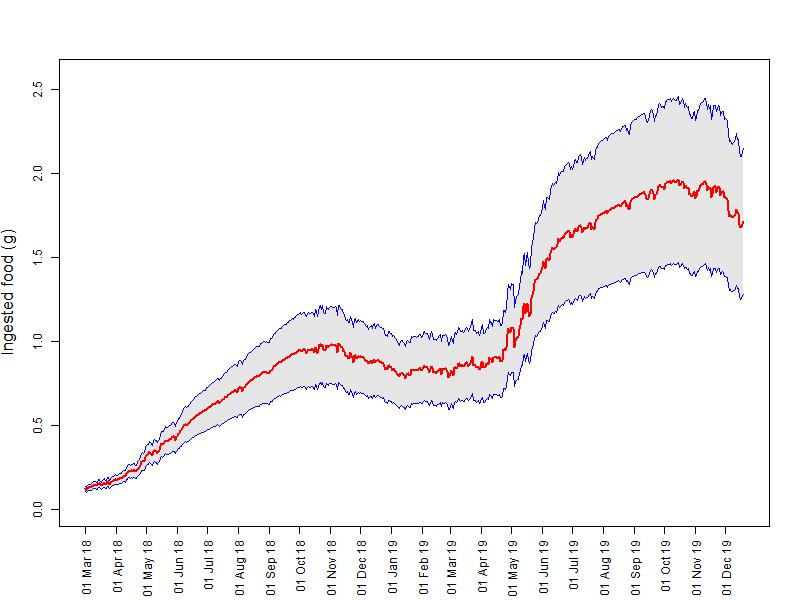 Ingested food (g)
2.5
2.0
1.5
1.0
0.5
0.0
01 Mar 18
01 Apr 18
01 May 18
01 Jun 18
01 Jul 18
01 Aug 18
01 Sep 18
01 Oct 18
01 Nov 18
01 Dec 18
01 Jan 19
01 Feb 19
01 Mar 19
01 Apr 19
01 May 19
01 Jun 19
01 Jul 19
01 Aug 19
01 Sep 19
01 Oct 19
01 Nov 19
01 Dec 19